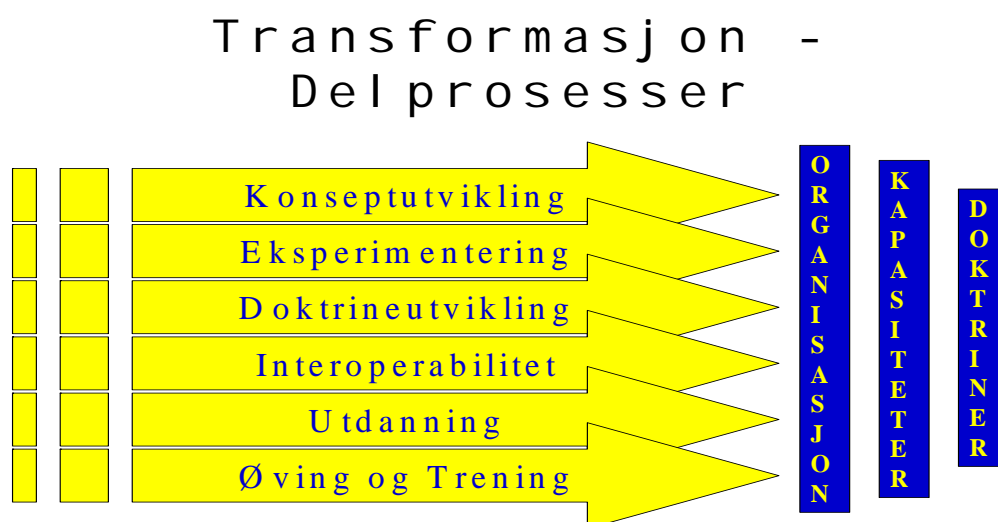 Transformasjon -
Delprosesser
Konseptutvikling
Eksperimentering
Doktrineutvikling
Interoperabilitet
Utdanning
Øving og Trening
ORGANISASJON
KAPASITETER
DOKTRINER